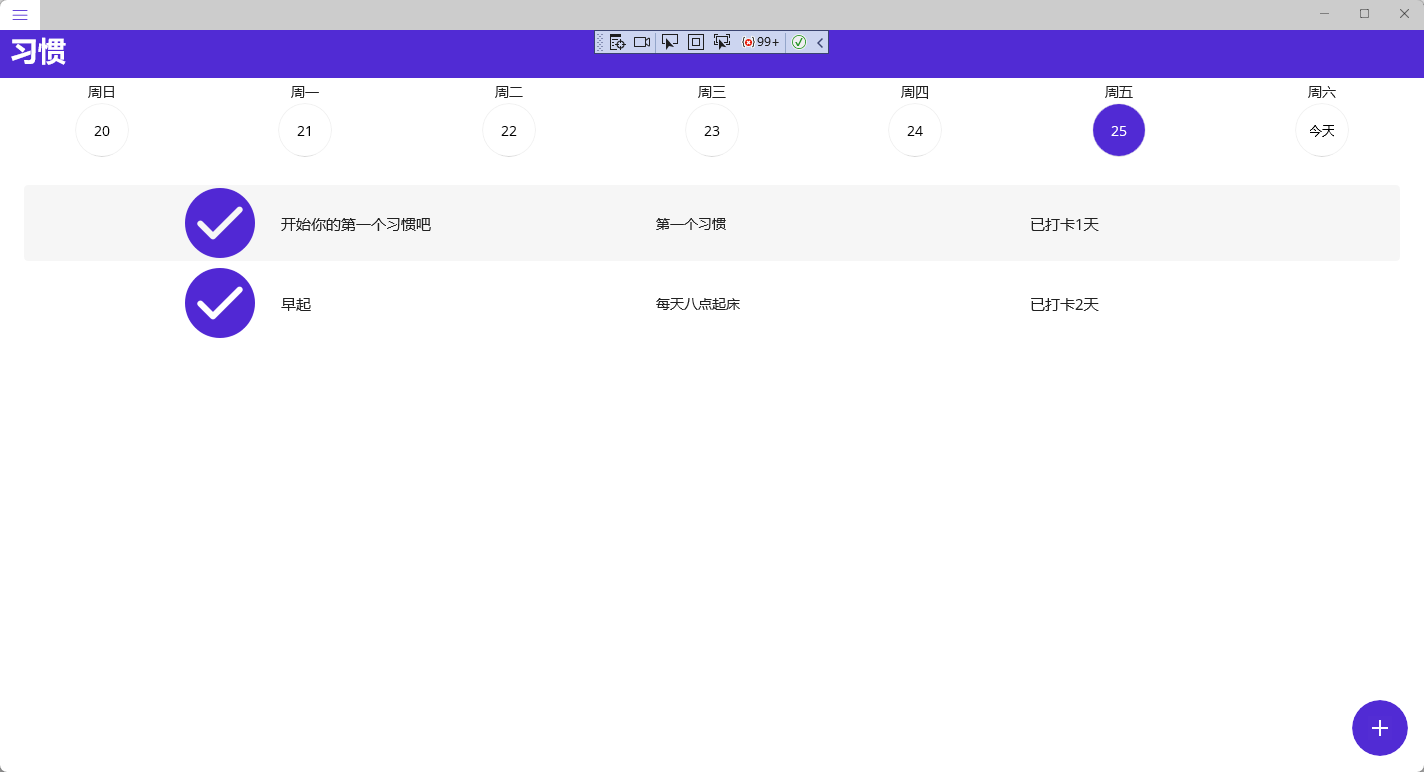 习惯
99+
周日 周一 周二 周三 周四 周五 周六
20 21 22 23 24 25 今天
开始你的第一个习惯吧 第一个习惯 已打卡1天
早起 每天八点起床 已打卡2天